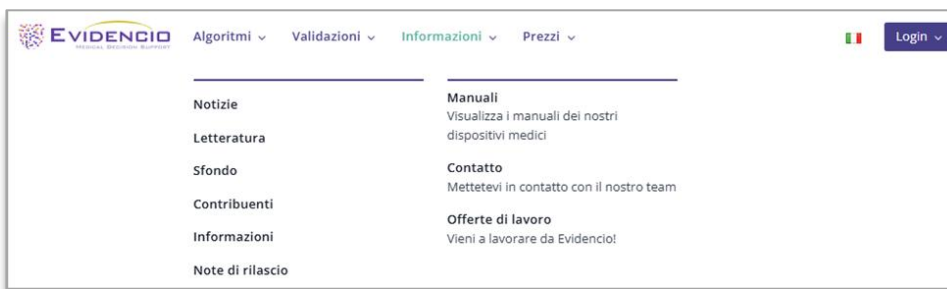 EVIDENCIO
MEDICAL DECISION SUPPORT
Algoritmi
Validazioni
Informazioni
Prezzi
Login
Notizie
Letteratura
Sfondo
Contribuenti
Informazioni
Note di rilascio
Manuali
Visualizza i manuali dei nostri
dispositivi medici
Contatto
Mettetevi in contatto con il nostro team
Offerte di lavoro
Vieni a lavorare da Evidencio!